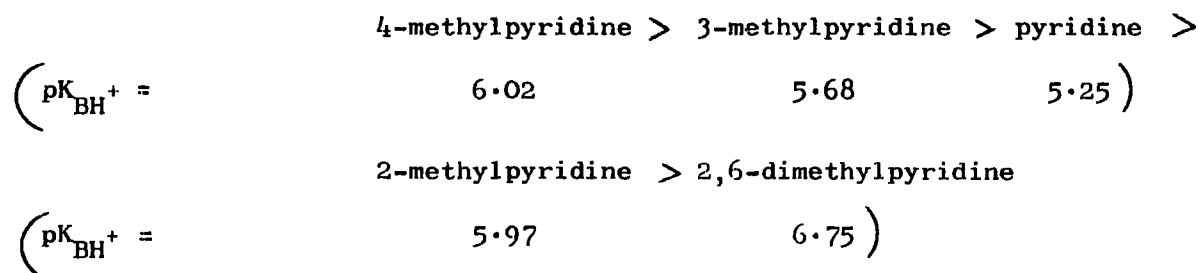 4-methylpyridine > 3-methylpyridine > pyridine >
( pK_BH+ = 6·02 5·68 5·25 )
2-methylpyridine > 2,6-dimethylpyridine
( pK_BH+ = 5·97 6·75 )